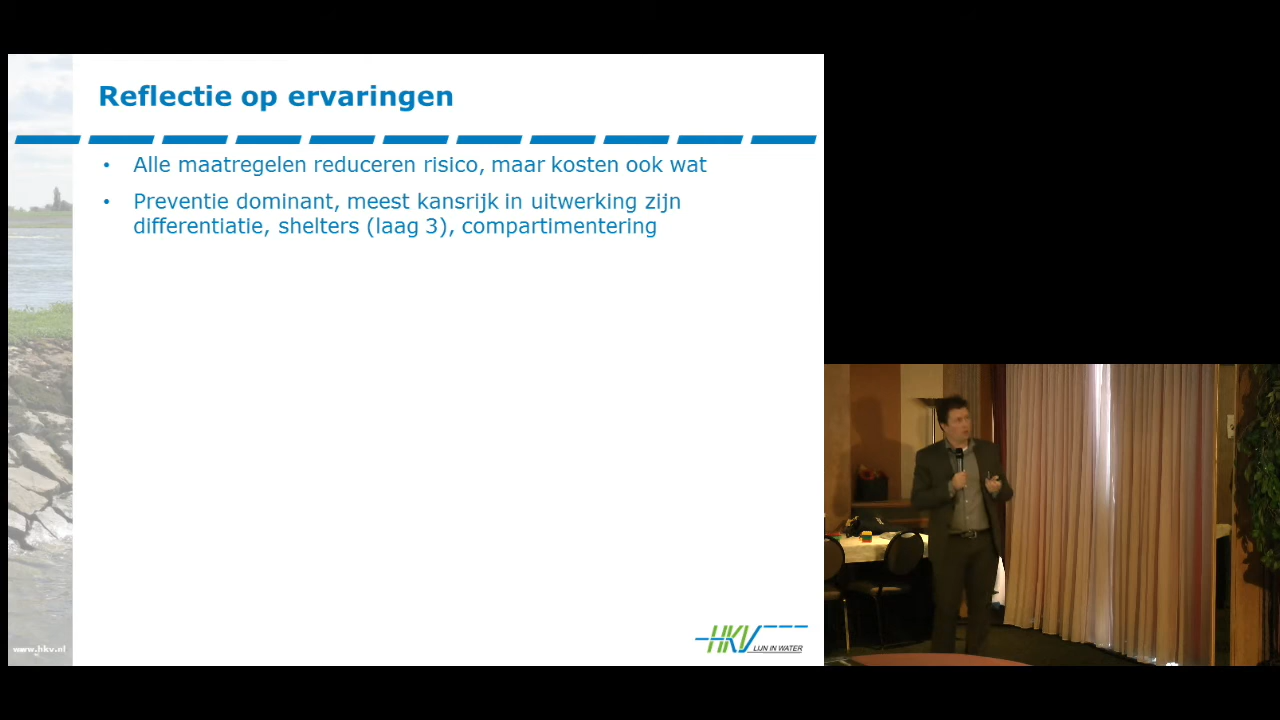 Reflectie op ervaringen
• Alle maatregelen reduceren risico, maar kosten ook wat
• Preventie dominant, meest kansrijk in uitwerking zijn
differentiatie, shelters (laag 3), compartimentering
www.hkv.nl
HKV
LIJN IN WATER